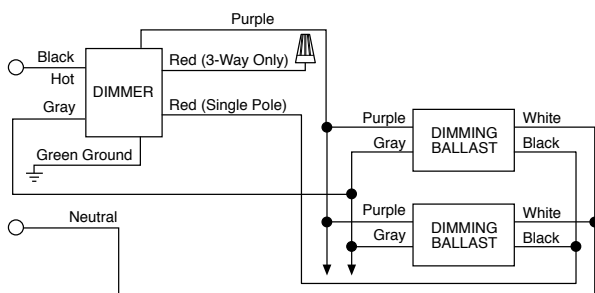 Purple
Black
Hot
Red (3-Way Only)
DIMMER
Gray
Red (Single Pole)
Green Ground
Purple
White
DIMMING
BALLAST
Gray
Black
Neutral
Purple
White
DIMMING
BALLAST
Gray
Black